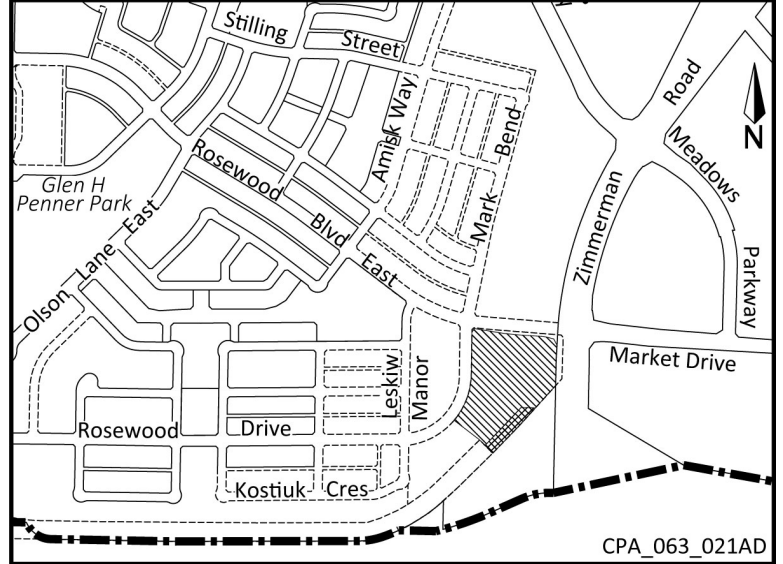 Stilling
Street
Road
Meadows
N
Amisk Way
Mark Bend
Rosewood
Blvd
East
Glen H
Penner Park
Zimmerman
Parkway
Olson Lane East
Market Drive
Leskiw
Manor
Rosewood Drive
Kostiuk Cres
CPA_063_021AD